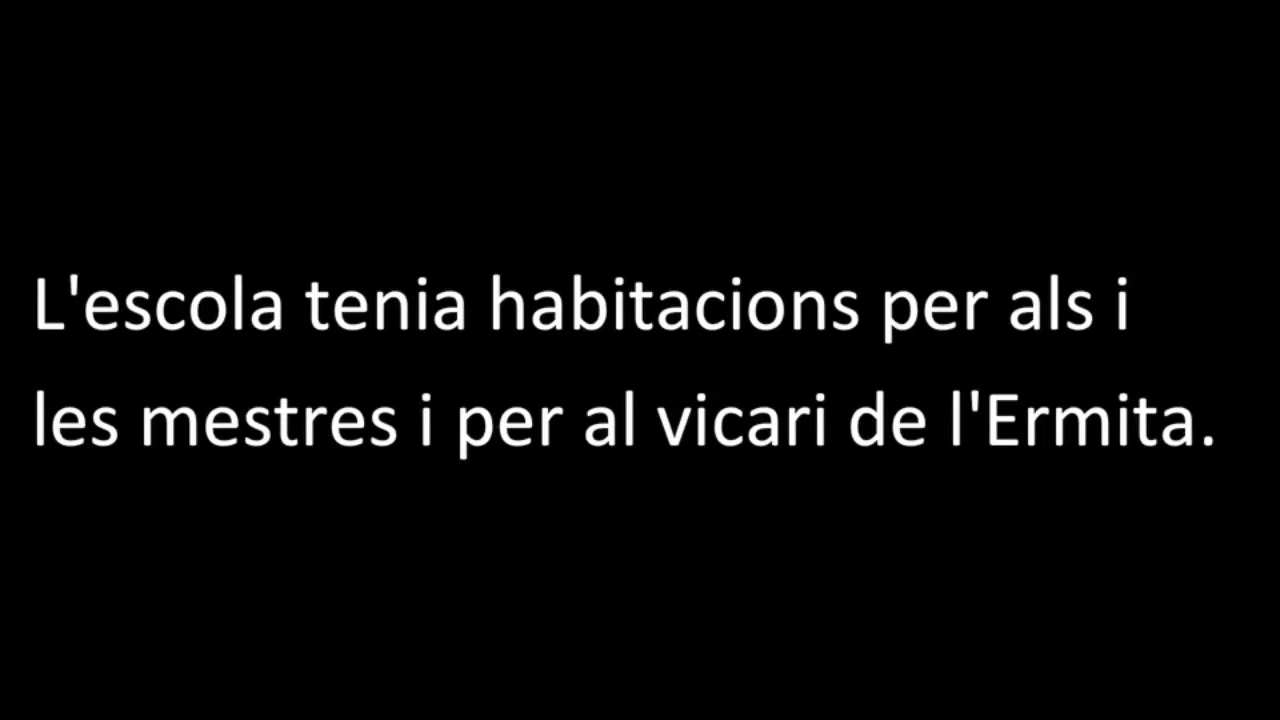 L'escola tenia habitacions per als i
les mestres i per al vicari de l'Ermita.